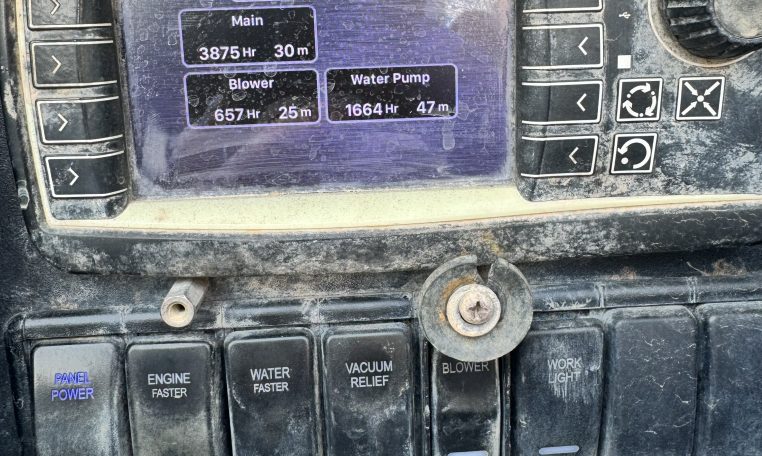 Main
3875 Hr 30 m
Blower
657 Hr 25 m
Water Pump
1664 Hr 47 m
PANEL
POWER
ENGINE
FASTER
WATER
FASTER
VACUUM
RELIEF
BLOWER
WORK
LIGHT